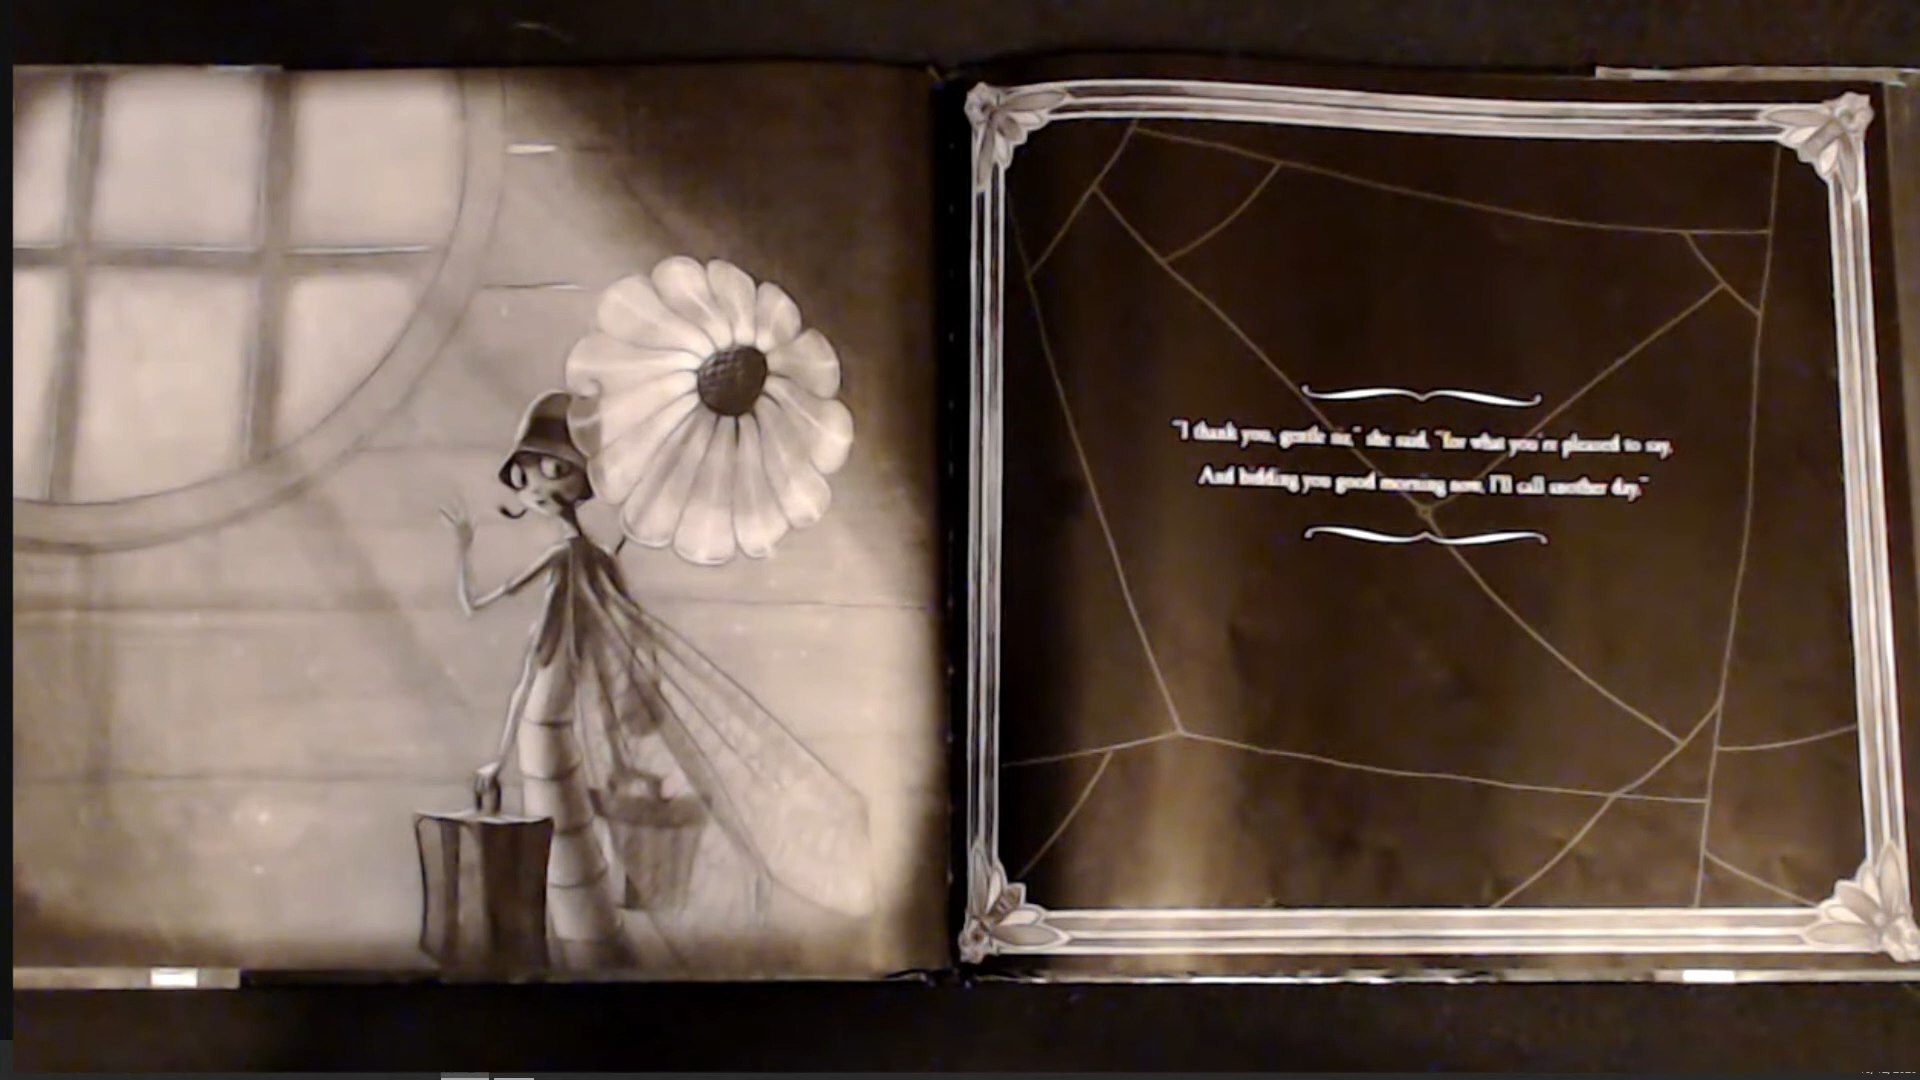 "I thank you, gentle sir," she said, "for what you're pleased to say,
And bidding you good morning now, I'll call another day."